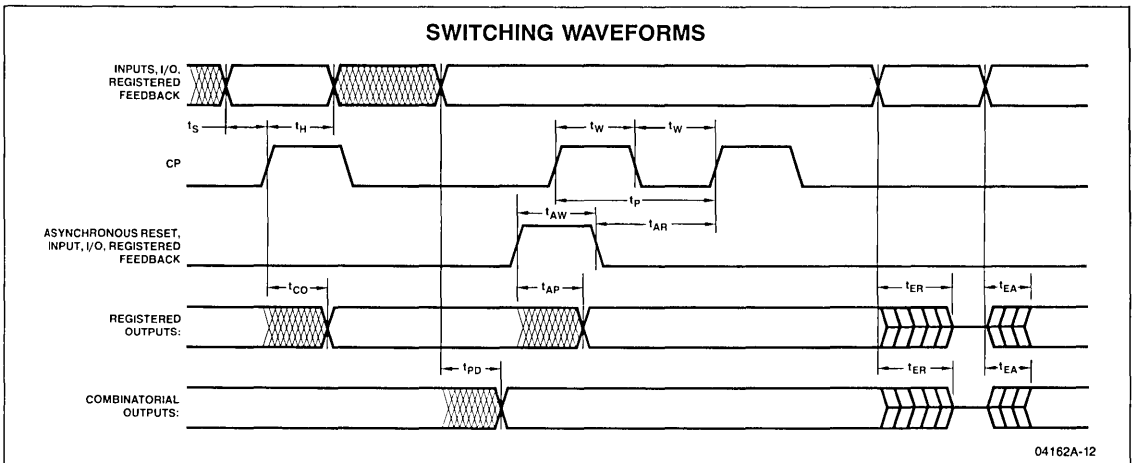 SWITCHING WAVEFORMS
INPUTS, I/O,
REGISTERED
FEEDBACK
tS
tH
tW
tW
CP
tP
tAW
tAR
ASYNCHRONOUS RESET,
INPUT, I/O, REGISTERED
FEEDBACK
tCO
tAP
tER
tEA
REGISTERED
OUTPUTS:
tPD
tER
tEA
COMBINATORIAL
OUTPUTS:
04162A-12